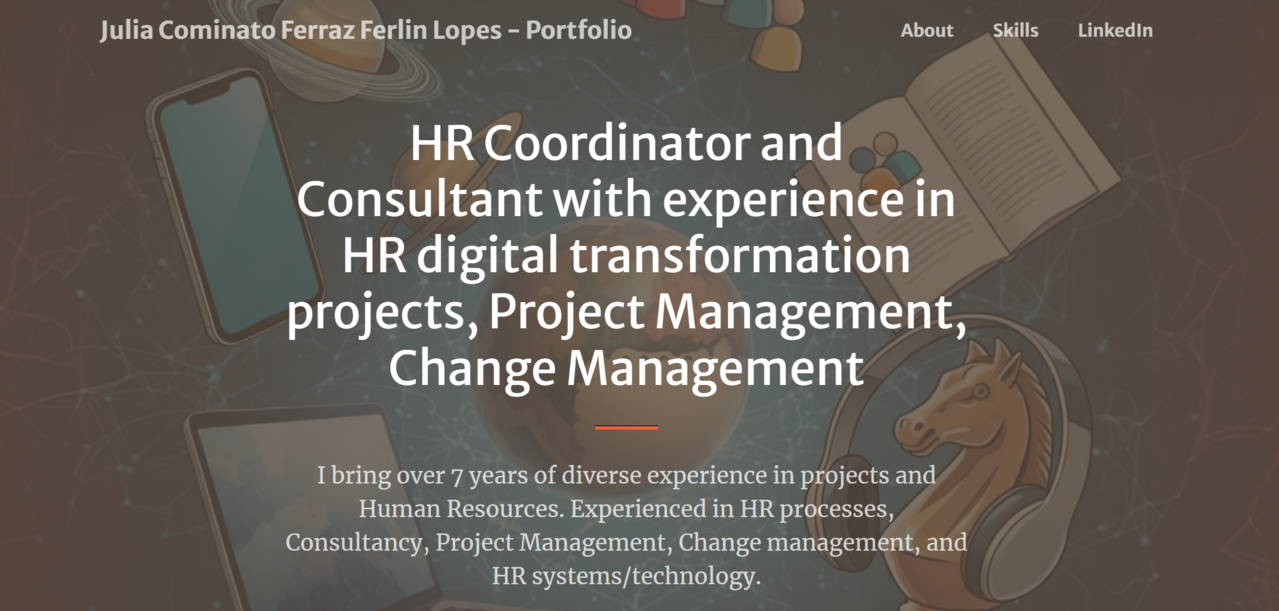 Julia Cominato Ferraz Ferlin Lopes – Portfolio
About Skills LinkedIn
HR Coordinator and
Consultant with experience in
HR digital transformation
projects, Project Management,
Change Management
I bring over 7 years of diverse experience in projects and
Human Resources. Experienced in HR processes,
Consultancy, Project Management, Change management, and
HR systems/technology.